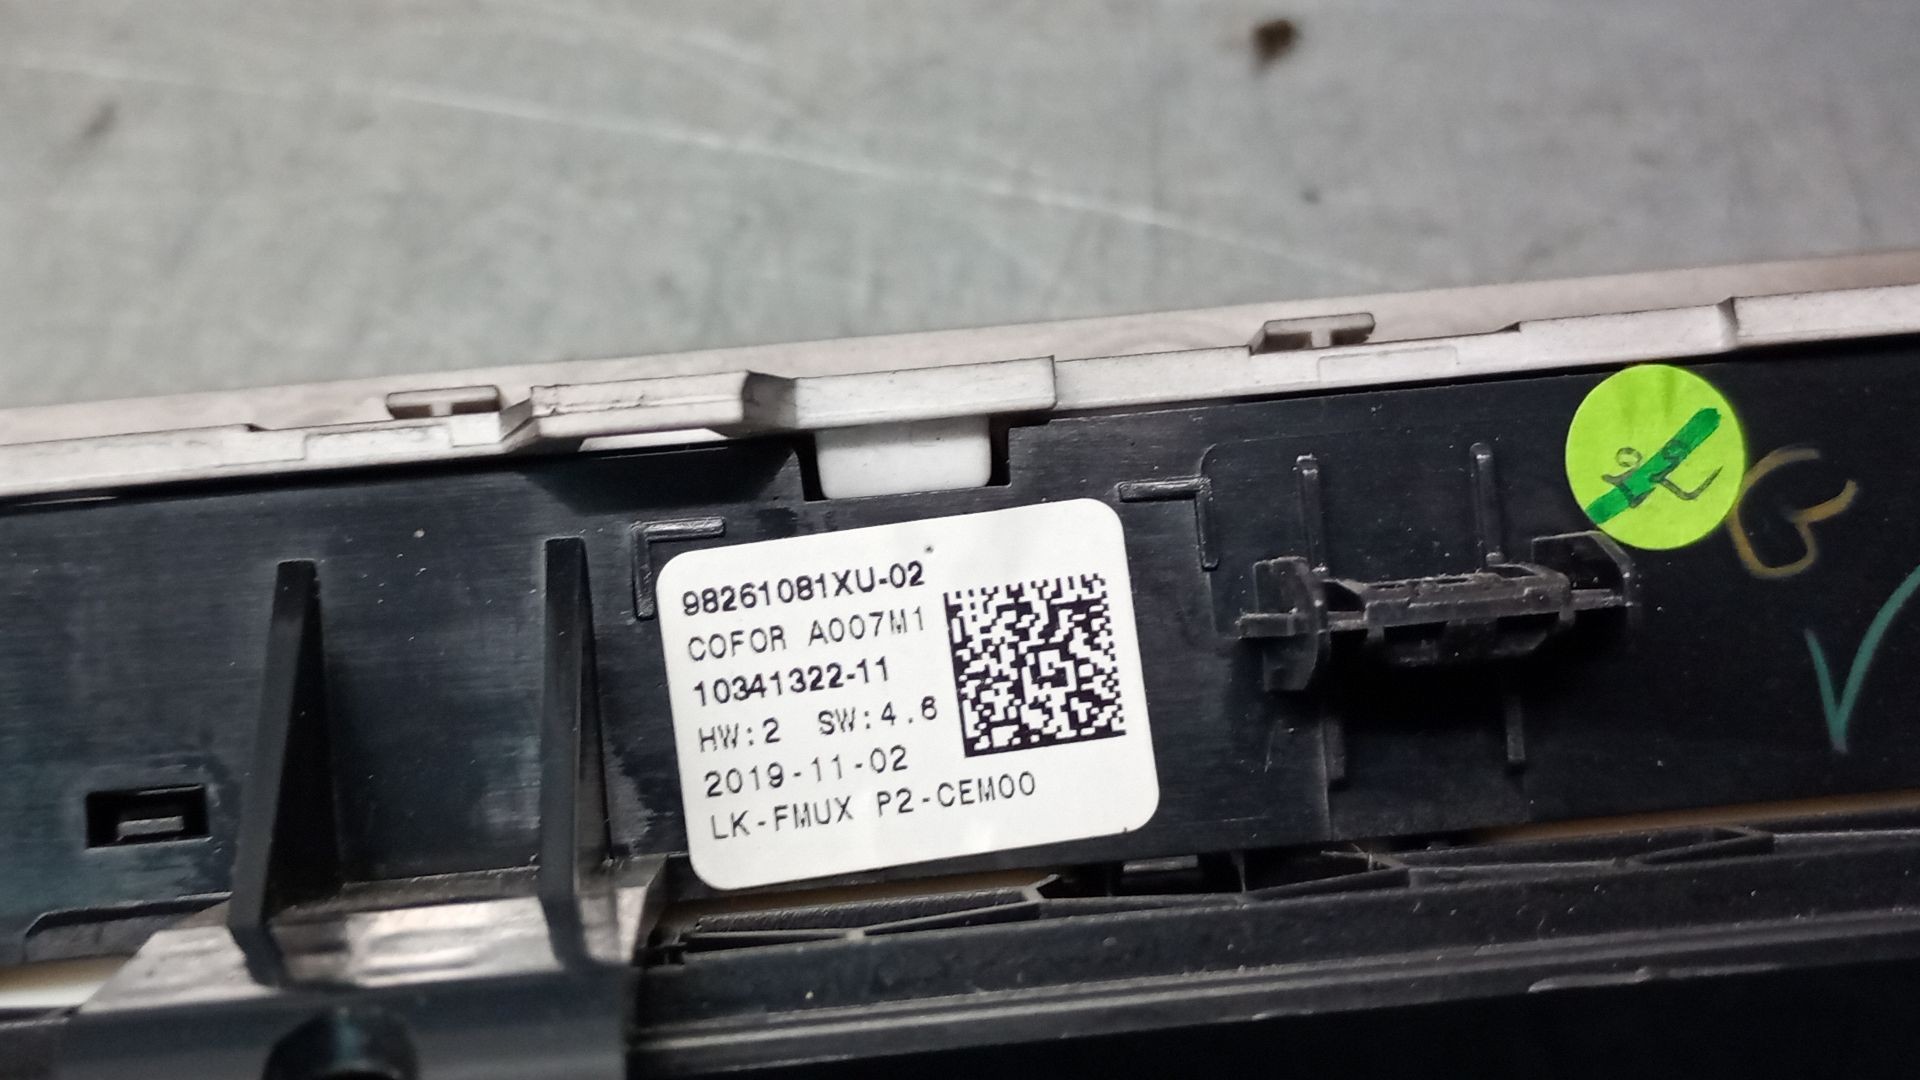 98261081XU-02
COFOR A007M1
10341322-11
HW:2 SW:4.6
2019-11-02
LK-FMUX P2-CEM00